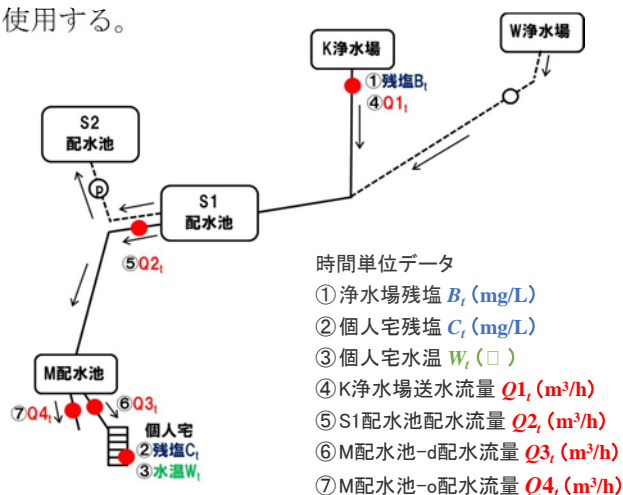 使用する。
W浄水場
K浄水場
①残塩Bt
④Q1t
S2
配水池
P
S1
配水池
⑤Q2t
時間単位データ
①浄水場残塩 Bt (mg/L)
②個人宅残塩 Ct (mg/L)
③個人宅水温 Wt (□ )
④K浄水場送水流量 Q1t (m³/h)
⑤S1配水池配水流量 Q2t (m³/h)
⑥M配水池-d配水流量 Q3t (m³/h)
⑦M配水池-o配水流量 Q4t (m³/h)
M配水池
⑦Q4t
⑥Q3t
個人宅
②残塩Ct
③水温Wt